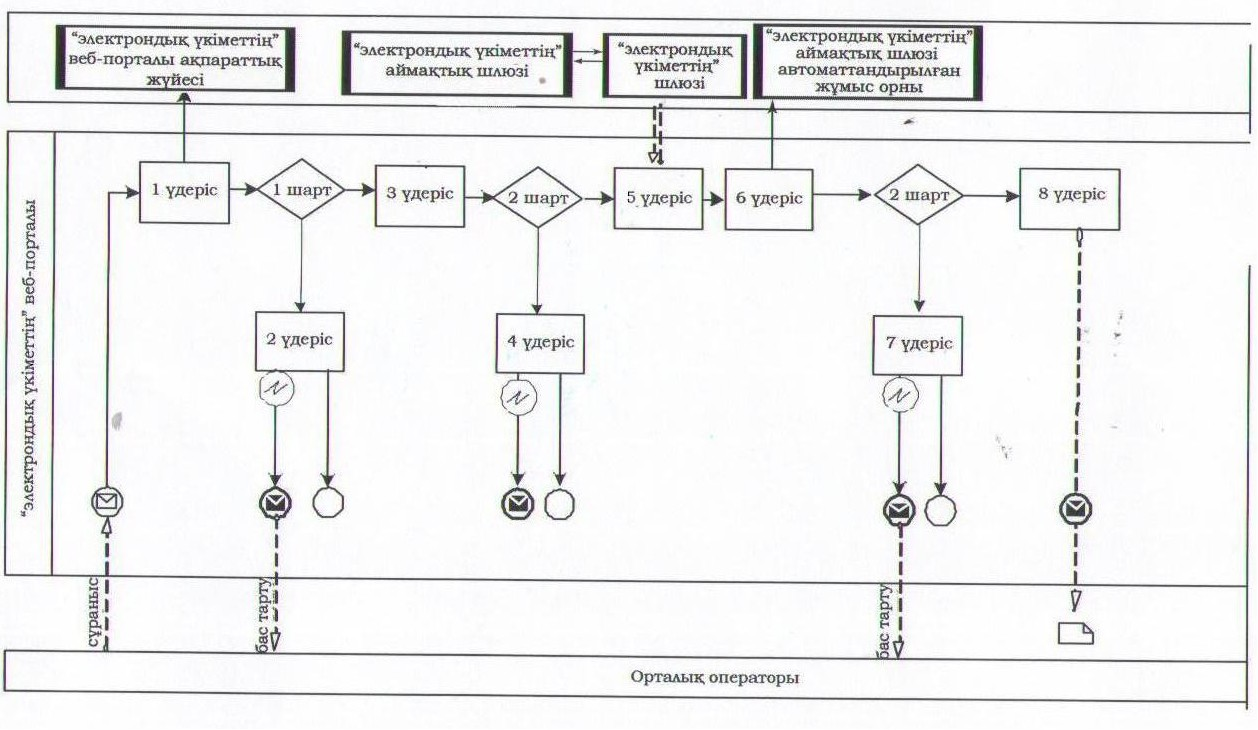 “электрондық үкіметтің”
веб-порталы ақпараттық
жүйесі
“электрондық үкіметтің”
аймақтық шлюзі
“электрондық
үкіметтің”
шлюзі
“электрондық үкіметтің”
аймақтық шлюзі
автоматтандырылған
жұмыс орны
“электрондық үкіметтің” веб-порталы
1 үдеріс
1 шарт
3 үдеріс
2 шарт
5 үдеріс
6 үдеріс
2 шарт
8 үдеріс
2 үдеріс
4 үдеріс
7 үдеріс
сұраныс
бас тарту
бас тарту
Орталық операторы